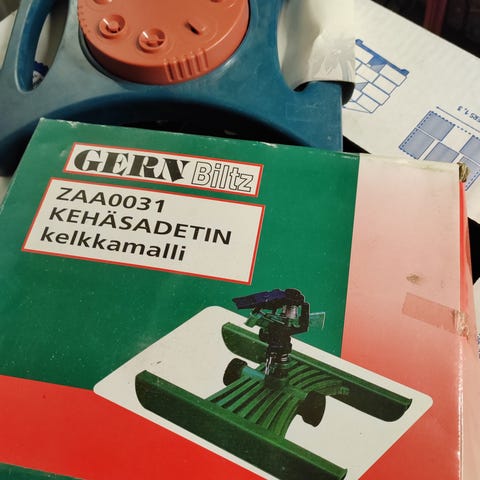 GERN Biltz
ZAA0031
KEHÄSADETIN
kelkkamalli